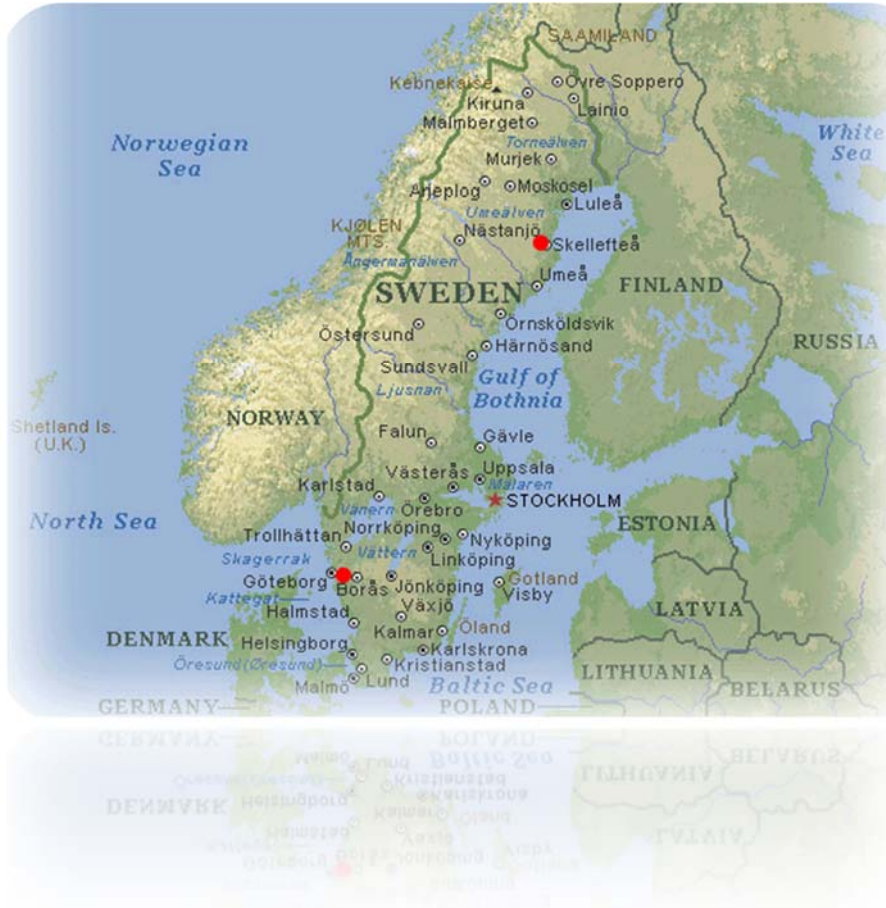 SAAMILAND
Kebnekaise
Övre Soppero
Kiruna
Lainio
Malmberget
White
Sea
Norwegian
Sea
Torneälven
Murjek
Arjeplog
Moskosel
Umeälven
Luleå
KJØLEN
MTS.
Nästanjö
Skellefteå
Ångermanälven
Umeå
SWEDEN
FINLAND
Örnsköldsvik
Östersund
Härnösand
RUSSIA
Sundsvall
Gulf of
Bothnia
Ljusnan
NORWAY
Shetland Is.
(U.K.)
Falun
Gävle
Västerås
Uppsala
Mälaren
Karlstad
STOCKHOLM
Vänern
Örebro
North Sea
ESTONIA
Trollhättan
Norrköping
Nyköping
Skagerrak
Vättern
Linköping
Göteborg
Borås
Jönköping
Gotland
Visby
Kattegat
Växjö
LATVIA
Halmstad
Kalmar
Öland
DENMARK
Helsingborg
Karlskrona
Öresund(Øresund)
Kristianstad
LITHUANIA
Malmö
Lund
Baltic Sea
BELARUS
GERMANY
POLAND